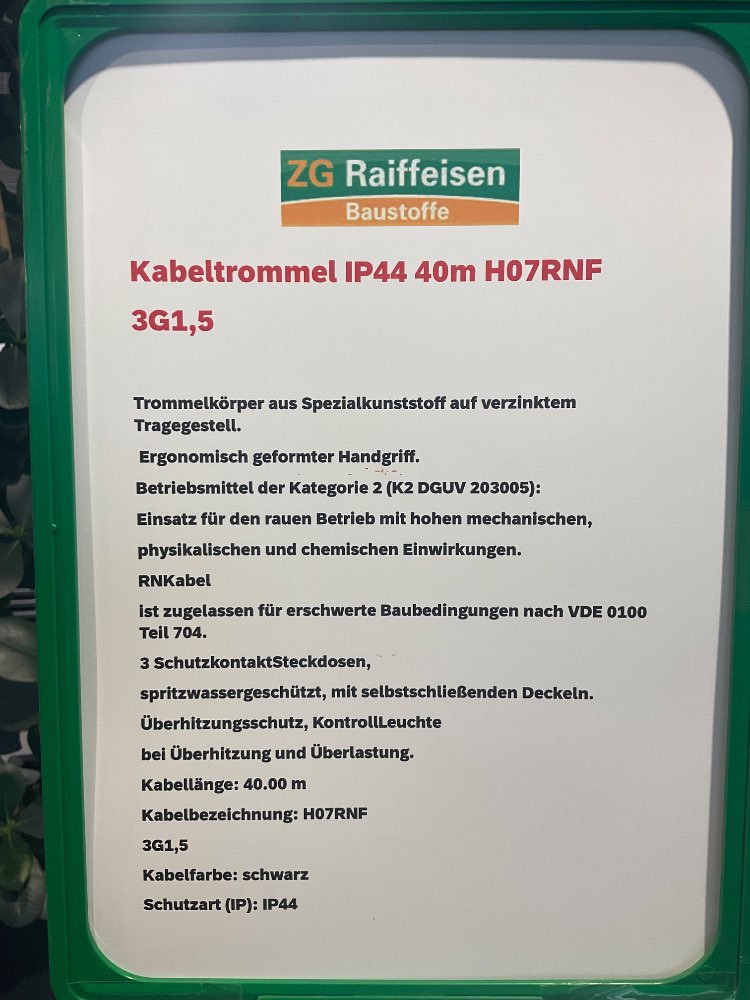 ZG Raiffeisen
Baustoffe
Kabeltrommel IP44 40m H07RNF
3G1,5
Trommelkörper aus Spezialkunststoff auf verzinktem
Tragegestell.
Ergonomisch geformter Handgriff.
Betriebsmittel der Kategorie 2 (K2 DGUV 203005):
Einsatz für den rauen Betrieb mit hohen mechanischen,
physikalischen und chemischen Einwirkungen.
RNKabel
ist zugelassen für erschwerte Baubedingungen nach VDE 0100
Teil 704.
3 SchutzkontaktSteckdosen,
spritzwassergeschützt, mit selbstschließenden Deckeln.
Überhitzungsschutz, KontrollLeuchte
bei Überhitzung und Überlastung.
Kabellänge: 40.00 m
Kabelbezeichnung: H07RNF
3G1,5
Kabelfarbe: schwarz
Schutzart (IP): IP44